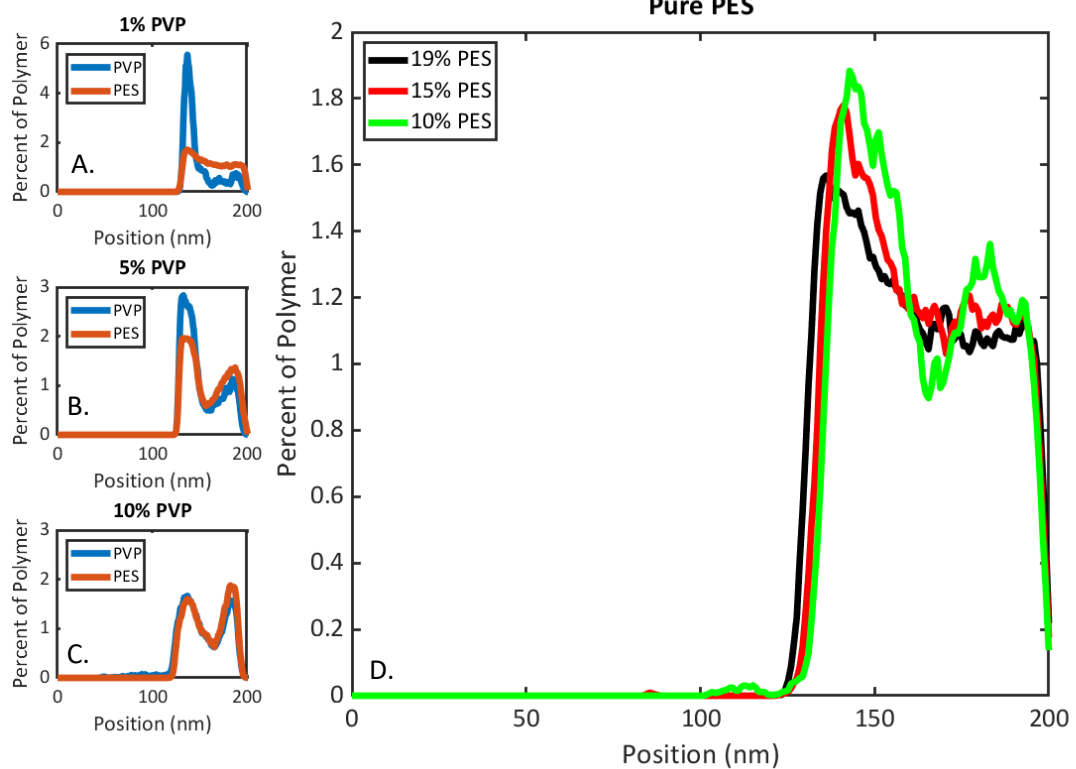 1% PVP
Percent of Polymer
6
4
2
0
PVP
PES
A.
0 100 200
Position (nm)
5% PVP
Percent of Polymer
3
2
1
0
PVP
PES
B.
0 100 200
Position (nm)
10% PVP
Percent of Polymer
3
2
1
0
PVP
PES
C.
0 100 200
Position (nm)
Pure PES
Percent of Polymer
2
1.8
1.6
1.4
1.2
1
0.8
0.6
0.4
0.2
0
19% PES
15% PES
10% PES
D.
0 50 100 150 200
Position (nm)